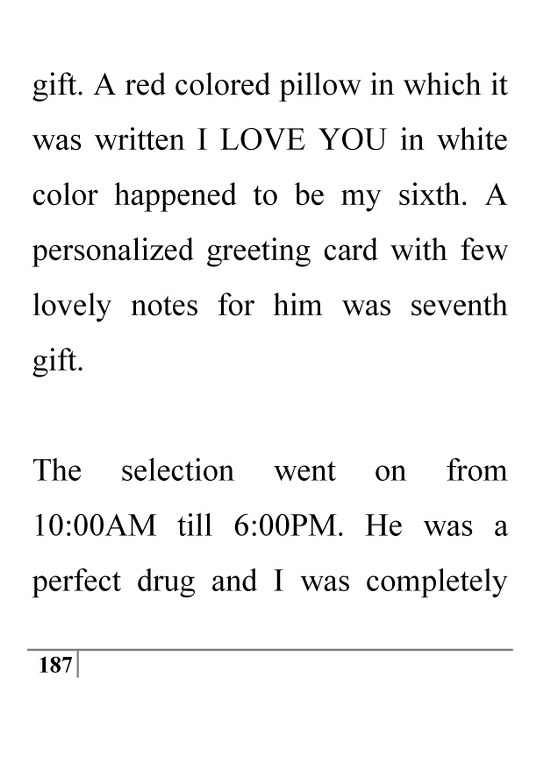 gift. A red colored pillow in which it
was written I LOVE YOU in white
color happened to be my sixth. A
personalized greeting card with few
lovely notes for him was seventh
gift.
The selection went on from
10:00AM till 6:00PM. He was a
perfect drug and I was completely
187